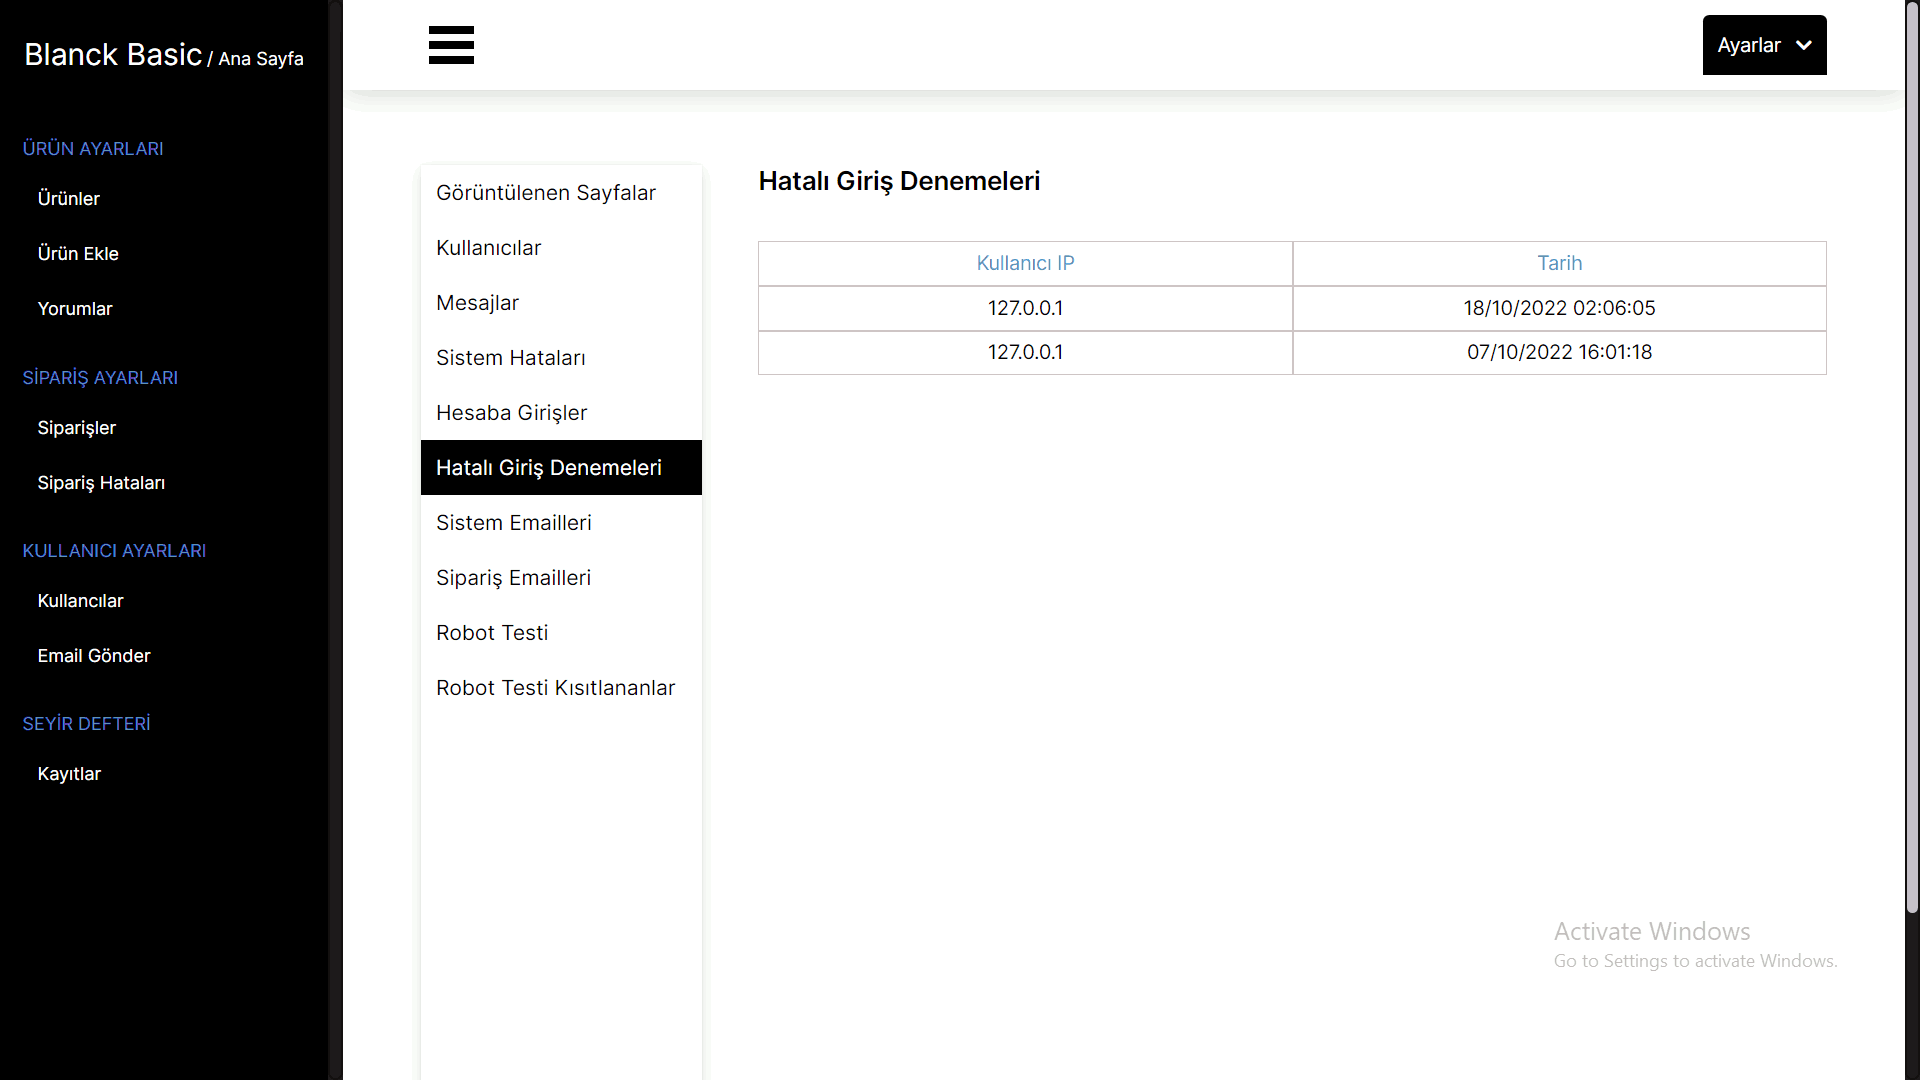 Blanck Basic / Ana Sayfa
ÜRÜN AYARLARI
Ürünler
Ürün Ekle
Yorumlar
SİPARİŞ AYARLARI
Siparişler
Sipariş Hataları
KULLANICI AYARLARI
Kullancılar
Email Gönder
SEYİR DEFTERİ
Kayıtlar
Ayarlar
Görüntülenen Sayfalar
Kullanıcılar
Mesajlar
Sistem Hataları
Hesaba Girişler
Hatalı Giriş Denemeleri
Sistem Emailleri
Sipariş Emailleri
Robot Testi
Robot Testi Kısıtlananlar
Hatalı Giriş Denemeleri
Kullanıcı IP Tarih
127.0.0.1 18/10/2022 02:06:05
127.0.0.1 07/10/2022 16:01:18
Activate Windows
Go to Settings to activate Windows.